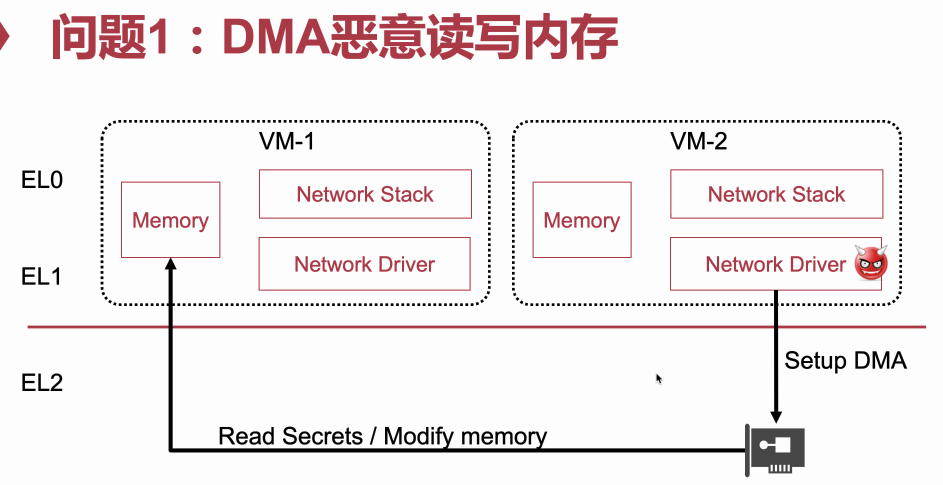 问题1：DMA恶意读写内存
VM-1
VM-2
EL0
Network Stack
Network Stack
Memory
Memory
Network Driver
Network Driver
EL1
Setup DMA
EL2
Read Secrets / Modify memory